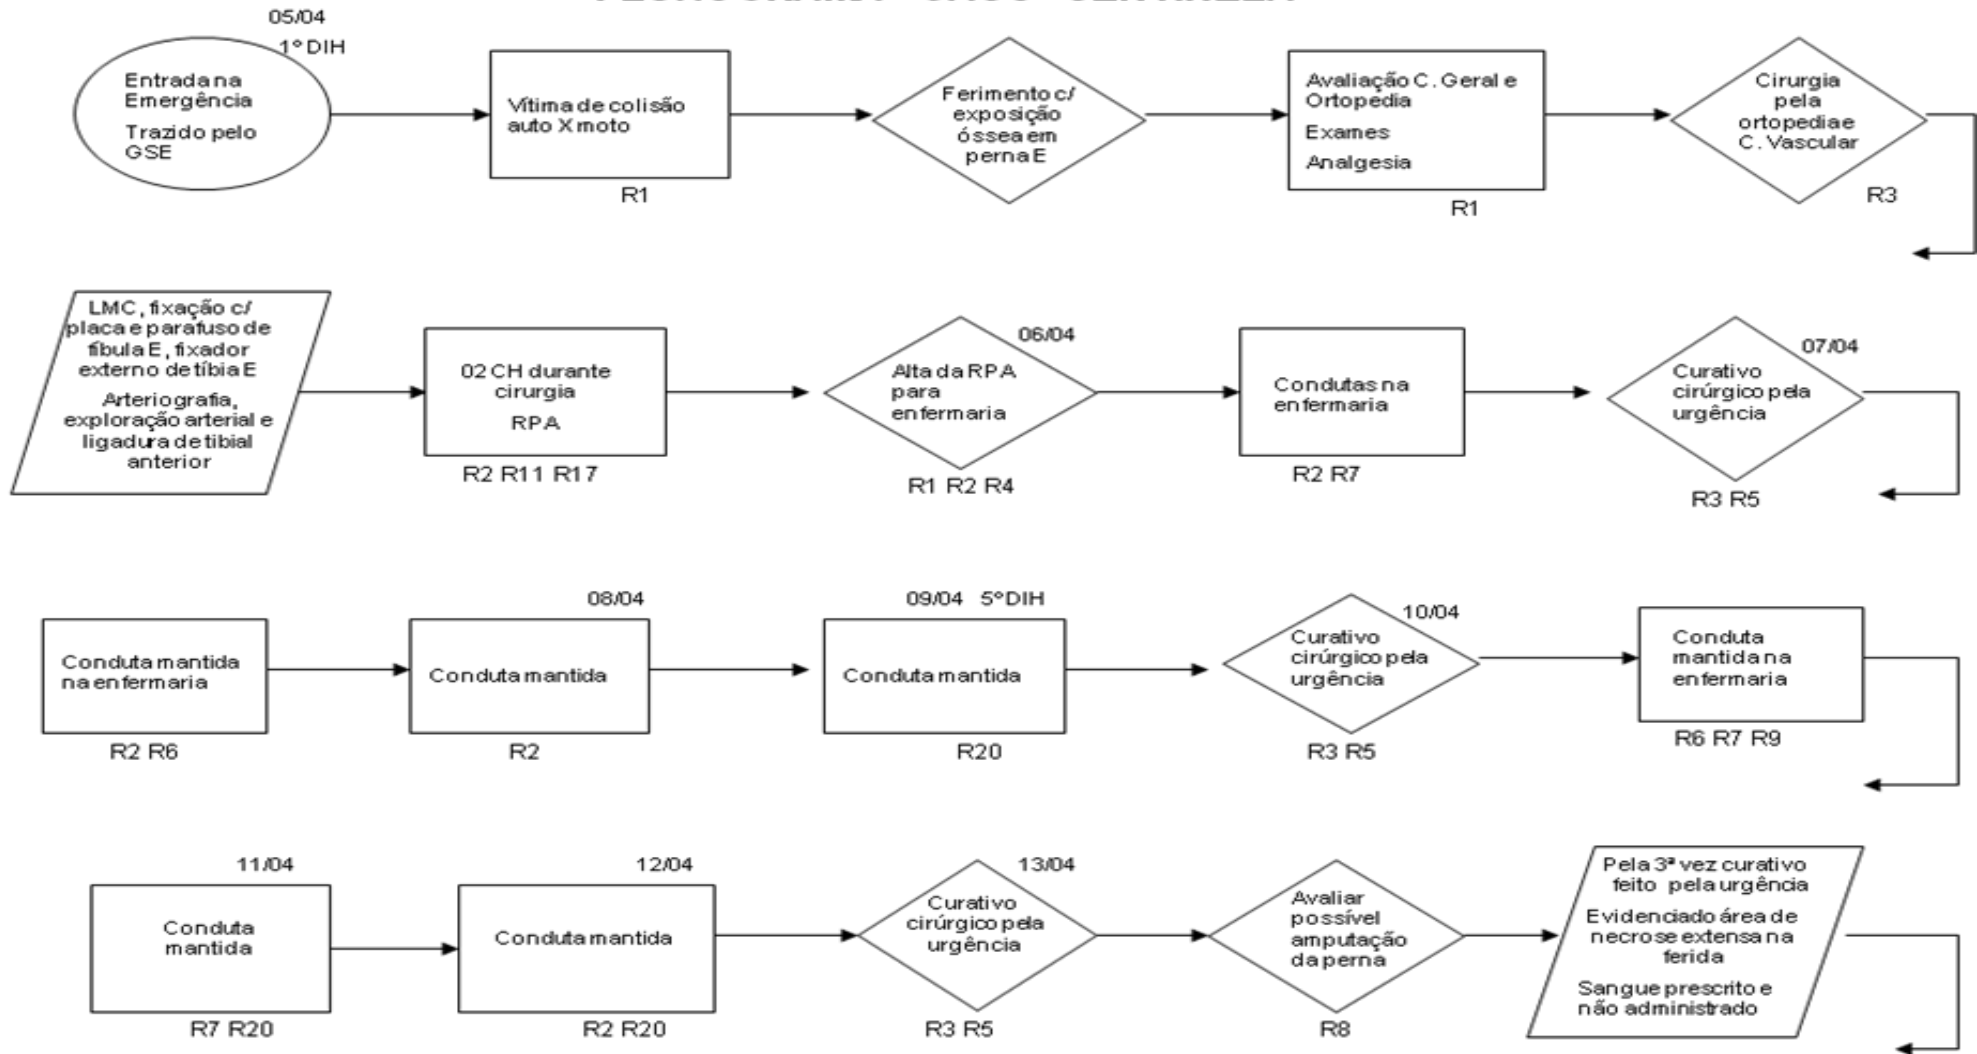 05/04
1º DIH
Entrada na
Emergência
Trazido pelo
GSE
Vítima de colisão
auto X moto
R1
Ferimento c/
exposição
óssea em
perna E
Avaliação C. Geral e
Ortopedia
Exames
Analgesia
R1
Cirurgia
pela
ortopedia e
C. Vascular
R3
LMC, fixação c/
placa e parafuso de
fíbula E, fixador
externo de tíbia E
Arteriografia,
exploração arterial e
ligadura de tibial
anterior
02 CH durante
cirurgia
RPA
R2 R11 R17
06/04
Alta da RPA
para
enfermaria
R1 R2 R4
Condutas na
enfermaria
R2 R7
07/04
Curativo
cirúrgico pela
urgência
R3 R5
Conduta mantida
na enfermaria
R2 R6
08/04
Conduta mantida
R2
09/04 5ºDIH
Conduta mantida
R20
10/04
Curativo
cirúrgico pela
urgência
R3 R5
Conduta
mantida na
enfermaria
R6 R7 R9
11/04
Conduta
mantida
R7 R20
12/04
Conduta mantida
R2 R20
13/04
Curativo
cirúrgico pela
urgência
R3 R5
Avaliar
possível
amputação
da perna
R8
Pela 3ª vez curativo
feito pela urgência
Evidenciado área de
necrose extensa na
ferida
Sangue prescrito e
não administrado